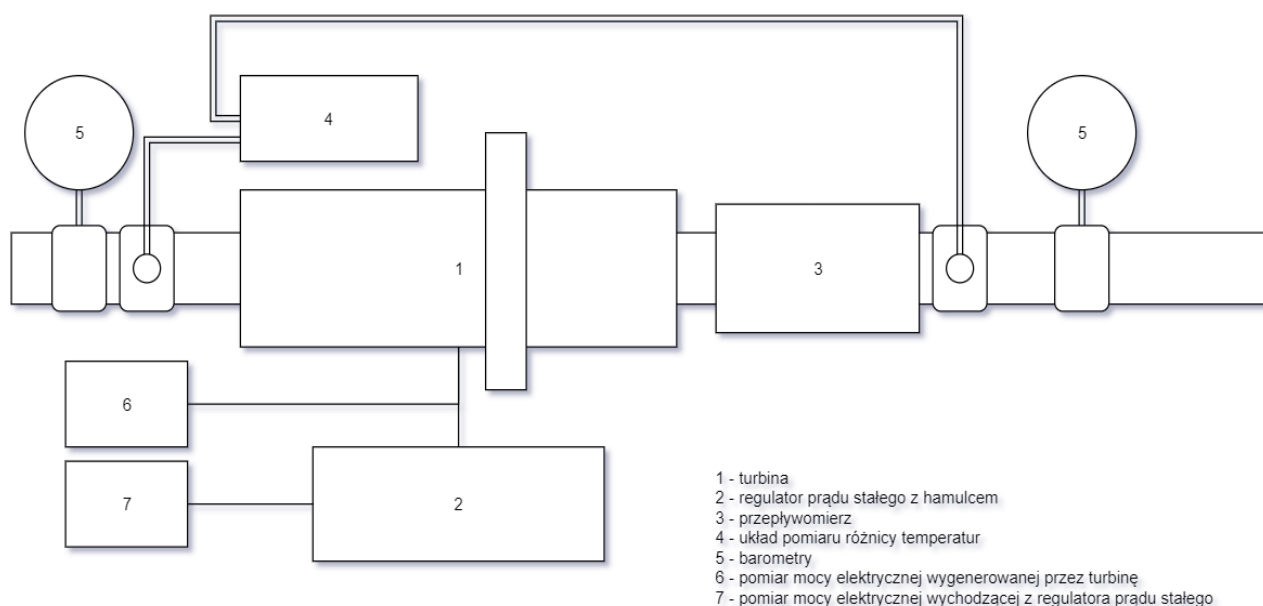 5
4
5
1
3
6
7
2
1 - turbina
2 - regulator prądu stałego z hamulcem
3 - przepływomierz
4 - układ pomiaru różnicy temperatur
5 - barometry
6 - pomiar mocy elektrycznej wygenerowanej przez turbinę
7 - pomiar mocy elektrycznej wychodzącej z regulatora prądu stałego